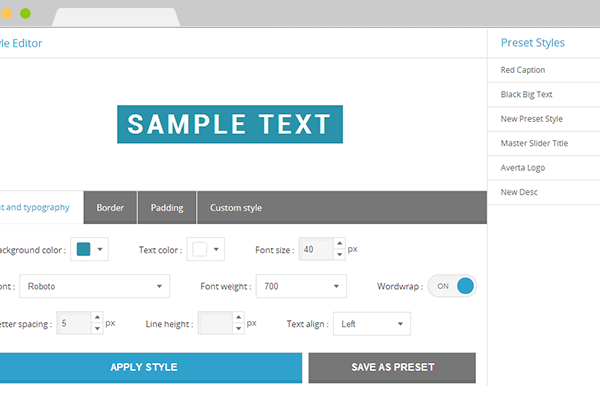 le Editor
Preset Styles
Red Caption
Black Big Text
New Preset Style
Master Slider Title
Averta Logo
New Desc
SAMPLE TEXT
t and typography Border Padding Custom style
ackground color : Text color : Font size : 40 px
ont : Roboto Font weight : 700 Wordwrap : ON
etter spacing : 5 px Line height : px Text align : Left
APPLY STYLE SAVE AS PRESET